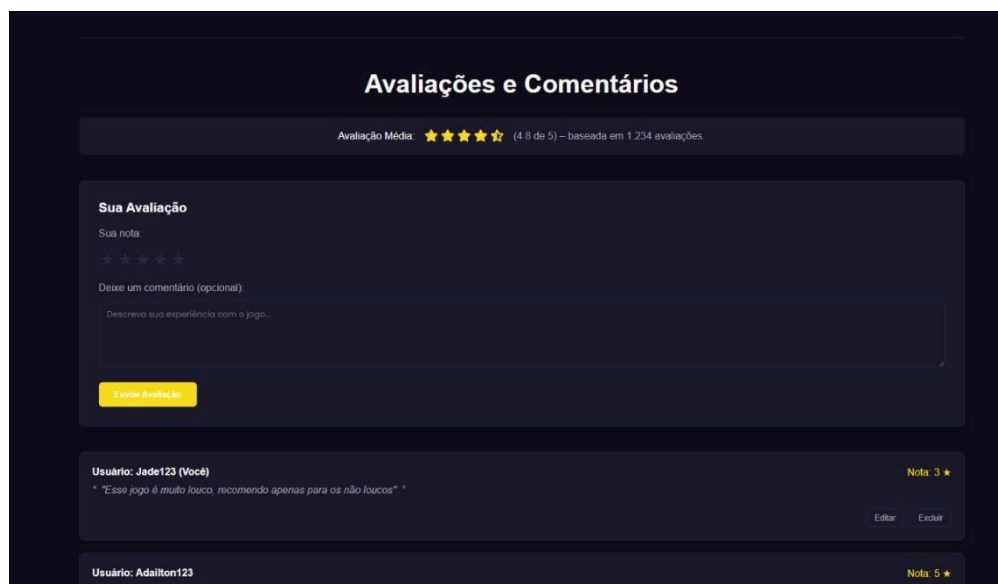 Avaliações e Comentários
Avaliação Média: ★★★★⯪ (4.8 de 5) – baseada em 1.234 avaliações.
Sua Avaliação
Sua nota:
★★★★★
Deixe um comentário (opcional):
Descreva sua experiência com o jogo...
Enviar Avaliação
Usuário: Jade123 (Você) Nota: 3 ★
" "Esse jogo é muito louco, recomendo apenas para os não loucos" "
Editar Excluir
Usuário: Adailton123 Nota: 5 ★